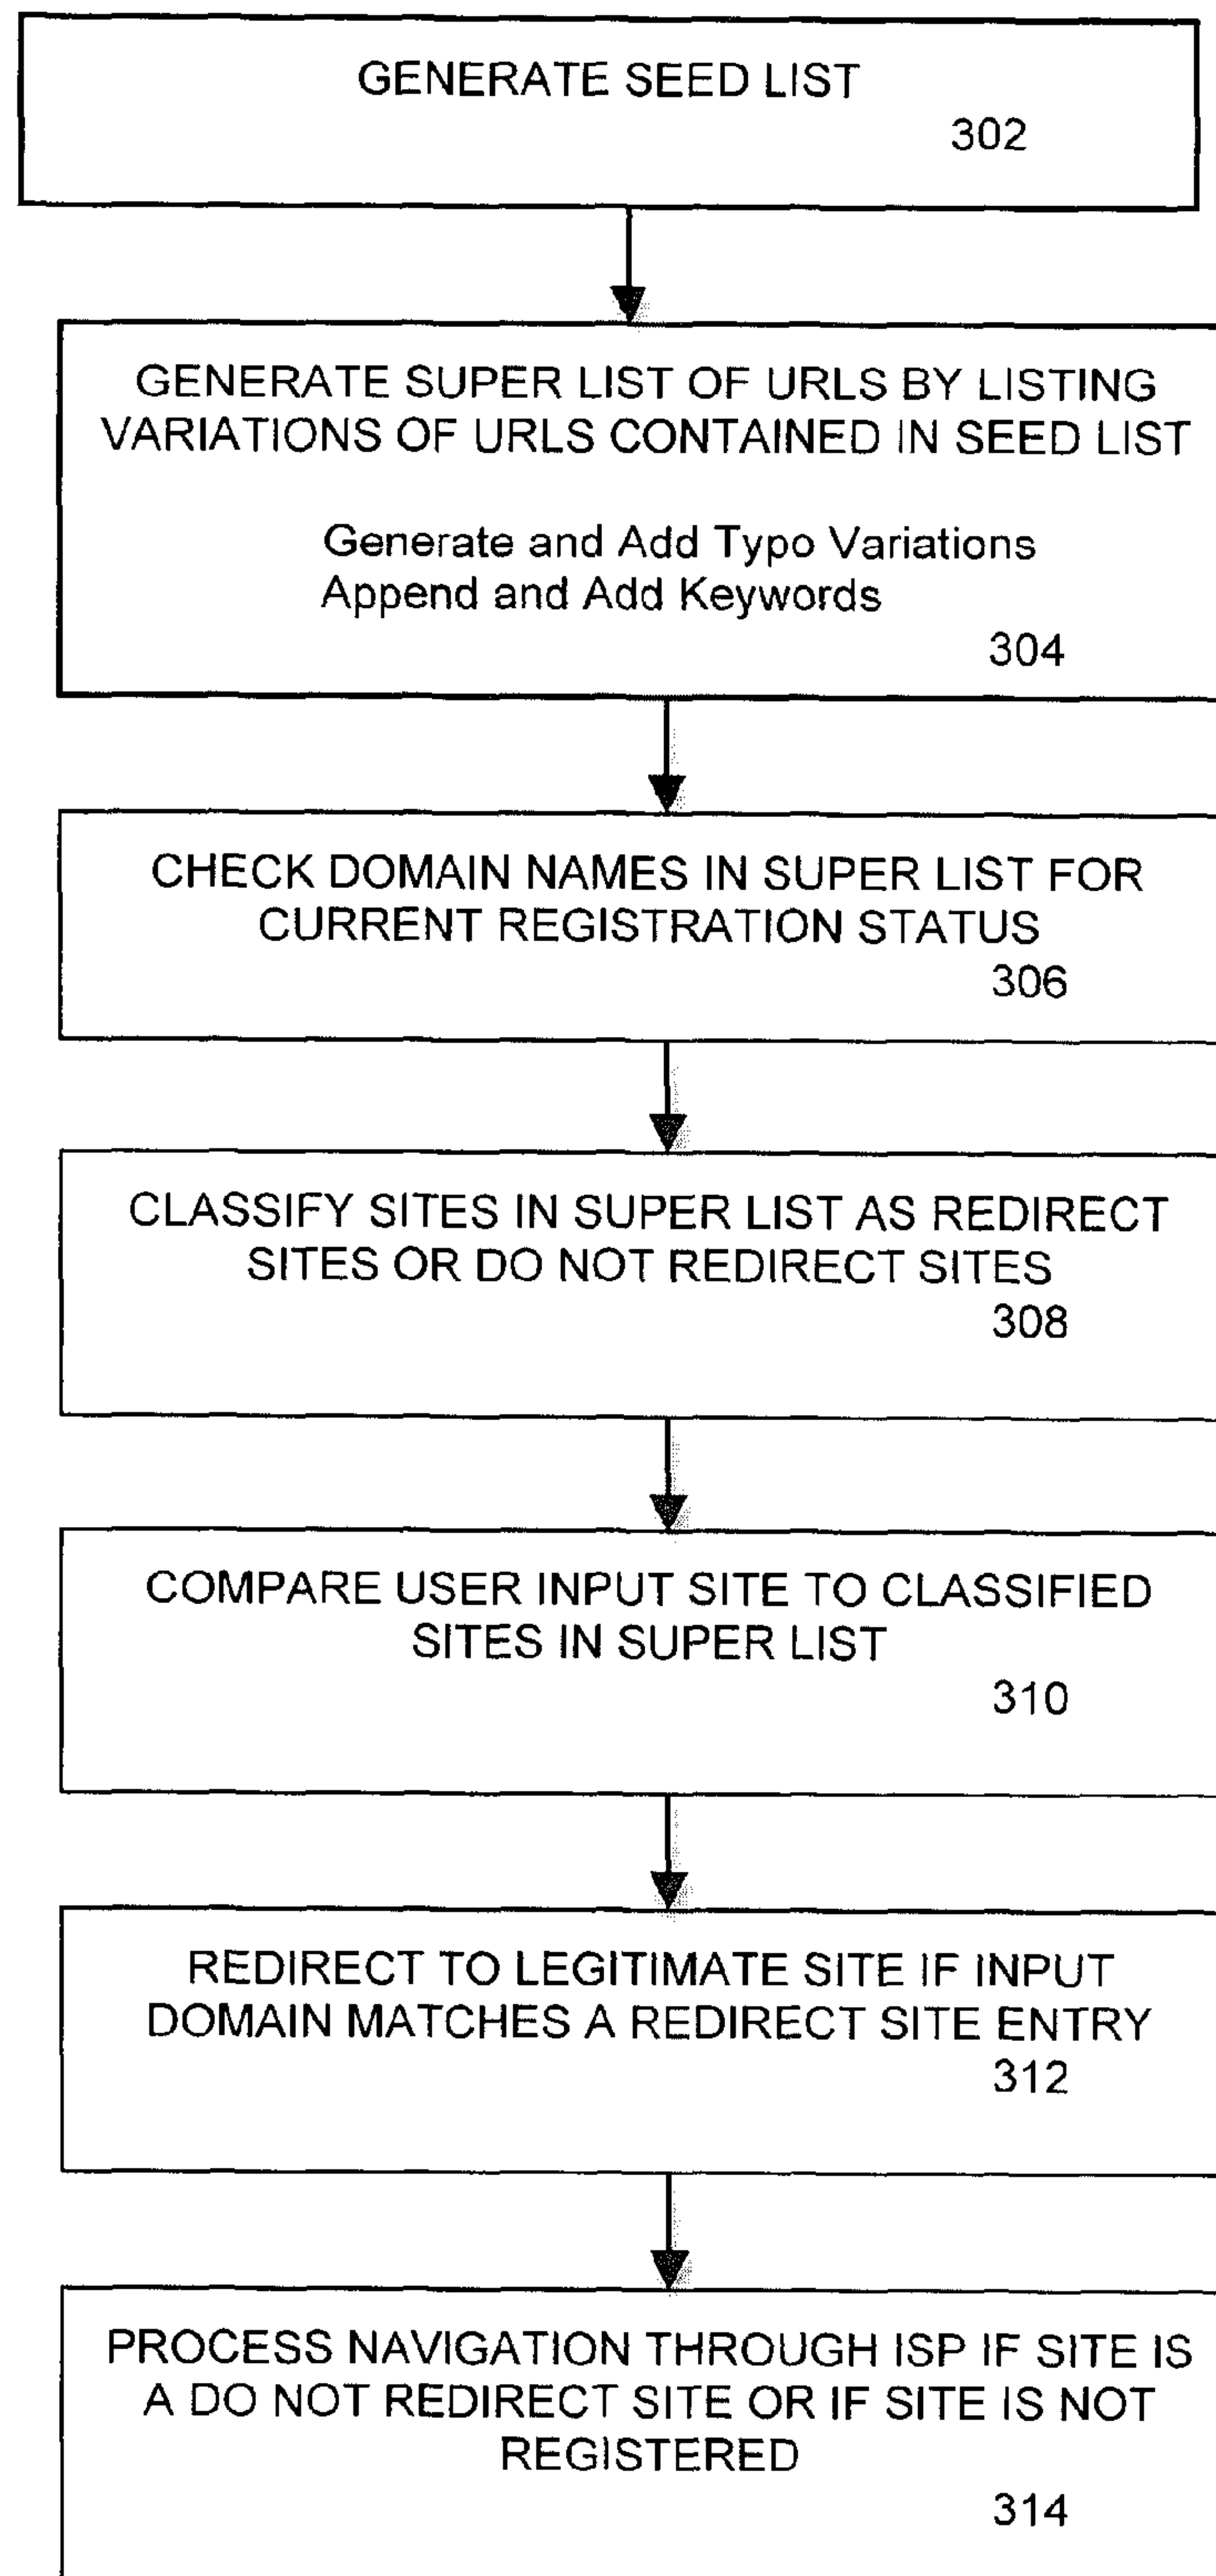 GENERATE SEED LIST
302
GENERATE SUPER LIST OF URLS BY LISTING
VARIATIONS OF URLS CONTAINED IN SEED LIST
Generate and Add Typo Variations
Append and Add Keywords
304
CHECK DOMAIN NAMES IN SUPER LIST FOR
CURRENT REGISTRATION STATUS
306
CLASSIFY SITES IN SUPER LIST AS REDIRECT
SITES OR DO NOT REDIRECT SITES
308
COMPARE USER INPUT SITE TO CLASSIFIED
SITES IN SUPER LIST
310
REDIRECT TO LEGITIMATE SITE IF INPUT
DOMAIN MATCHES A REDIRECT SITE ENTRY
312
PROCESS NAVIGATION THROUGH ISP IF SITE IS
A DO NOT REDIRECT SITE OR IF SITE IS NOT
REGISTERED
314